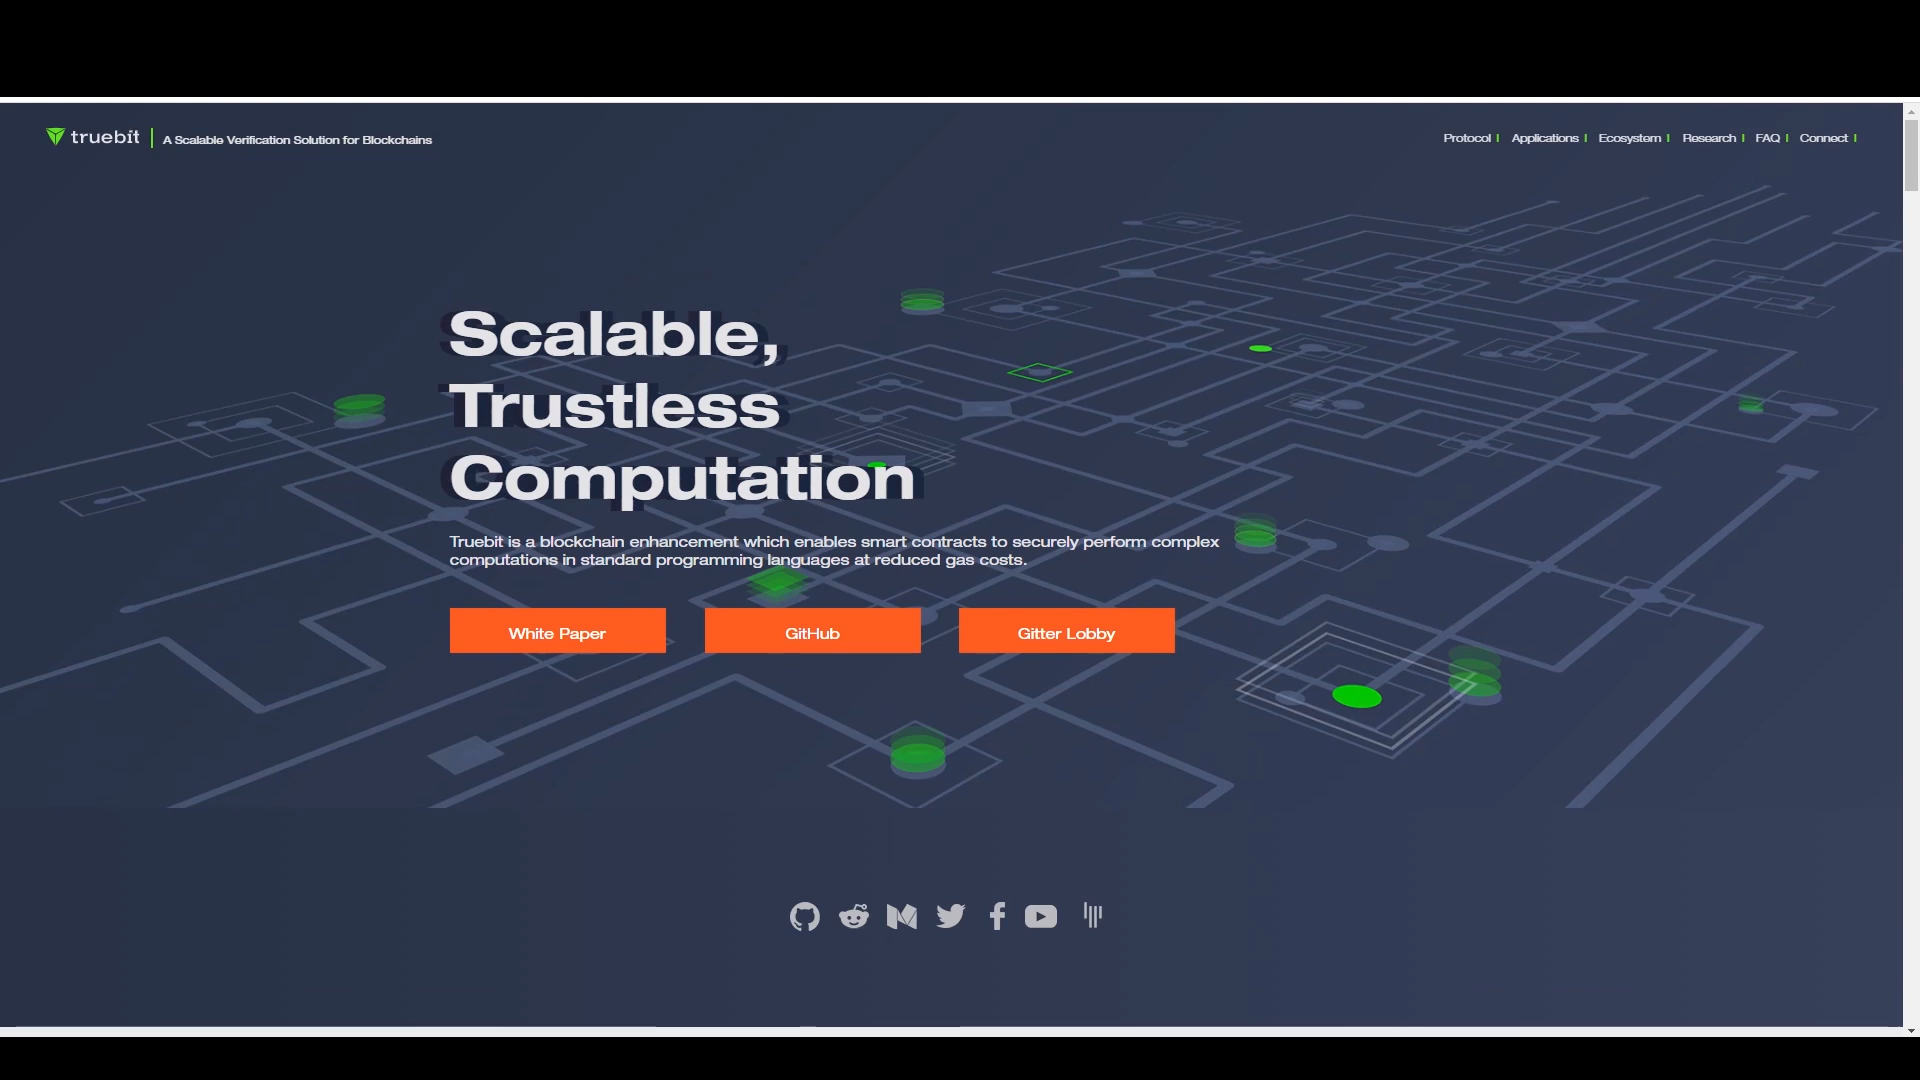 truebit
A Scalable Verification Solution for Blockchains
Protocol Applications Ecosystem Research FAQ Connect
Scalable,
Trustless
Computation
Truebit is a blockchain enhancement which enables smart contracts to securely perform complex
computations in standard programming languages at reduced gas costs.
White Paper
GitHub
Gitter Lobby